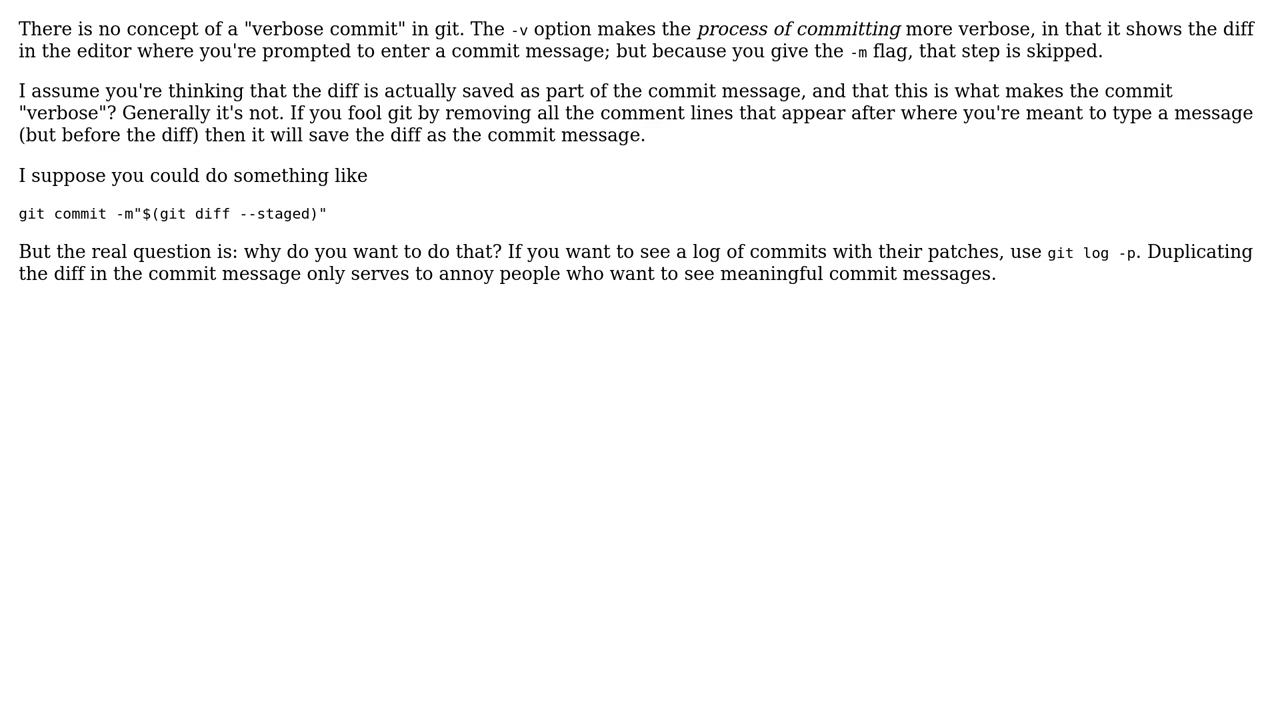 There is no concept of a "verbose commit" in git. The -v option makes the process of committing more verbose, in that it shows the diff
in the editor where you're prompted to enter a commit message; but because you give the -m flag, that step is skipped.
I assume you're thinking that the diff is actually saved as part of the commit message, and that this is what makes the commit
"verbose"? Generally it's not. If you fool git by removing all the comment lines that appear after where you're meant to type a message
(but before the diff) then it will save the diff as the commit message.
I suppose you could do something like
git commit -m"$(git diff --staged)"
But the real question is: why do you want to do that? If you want to see a log of commits with their patches, use git log -p. Duplicating
the diff in the commit message only serves to annoy people who want to see meaningful commit messages.